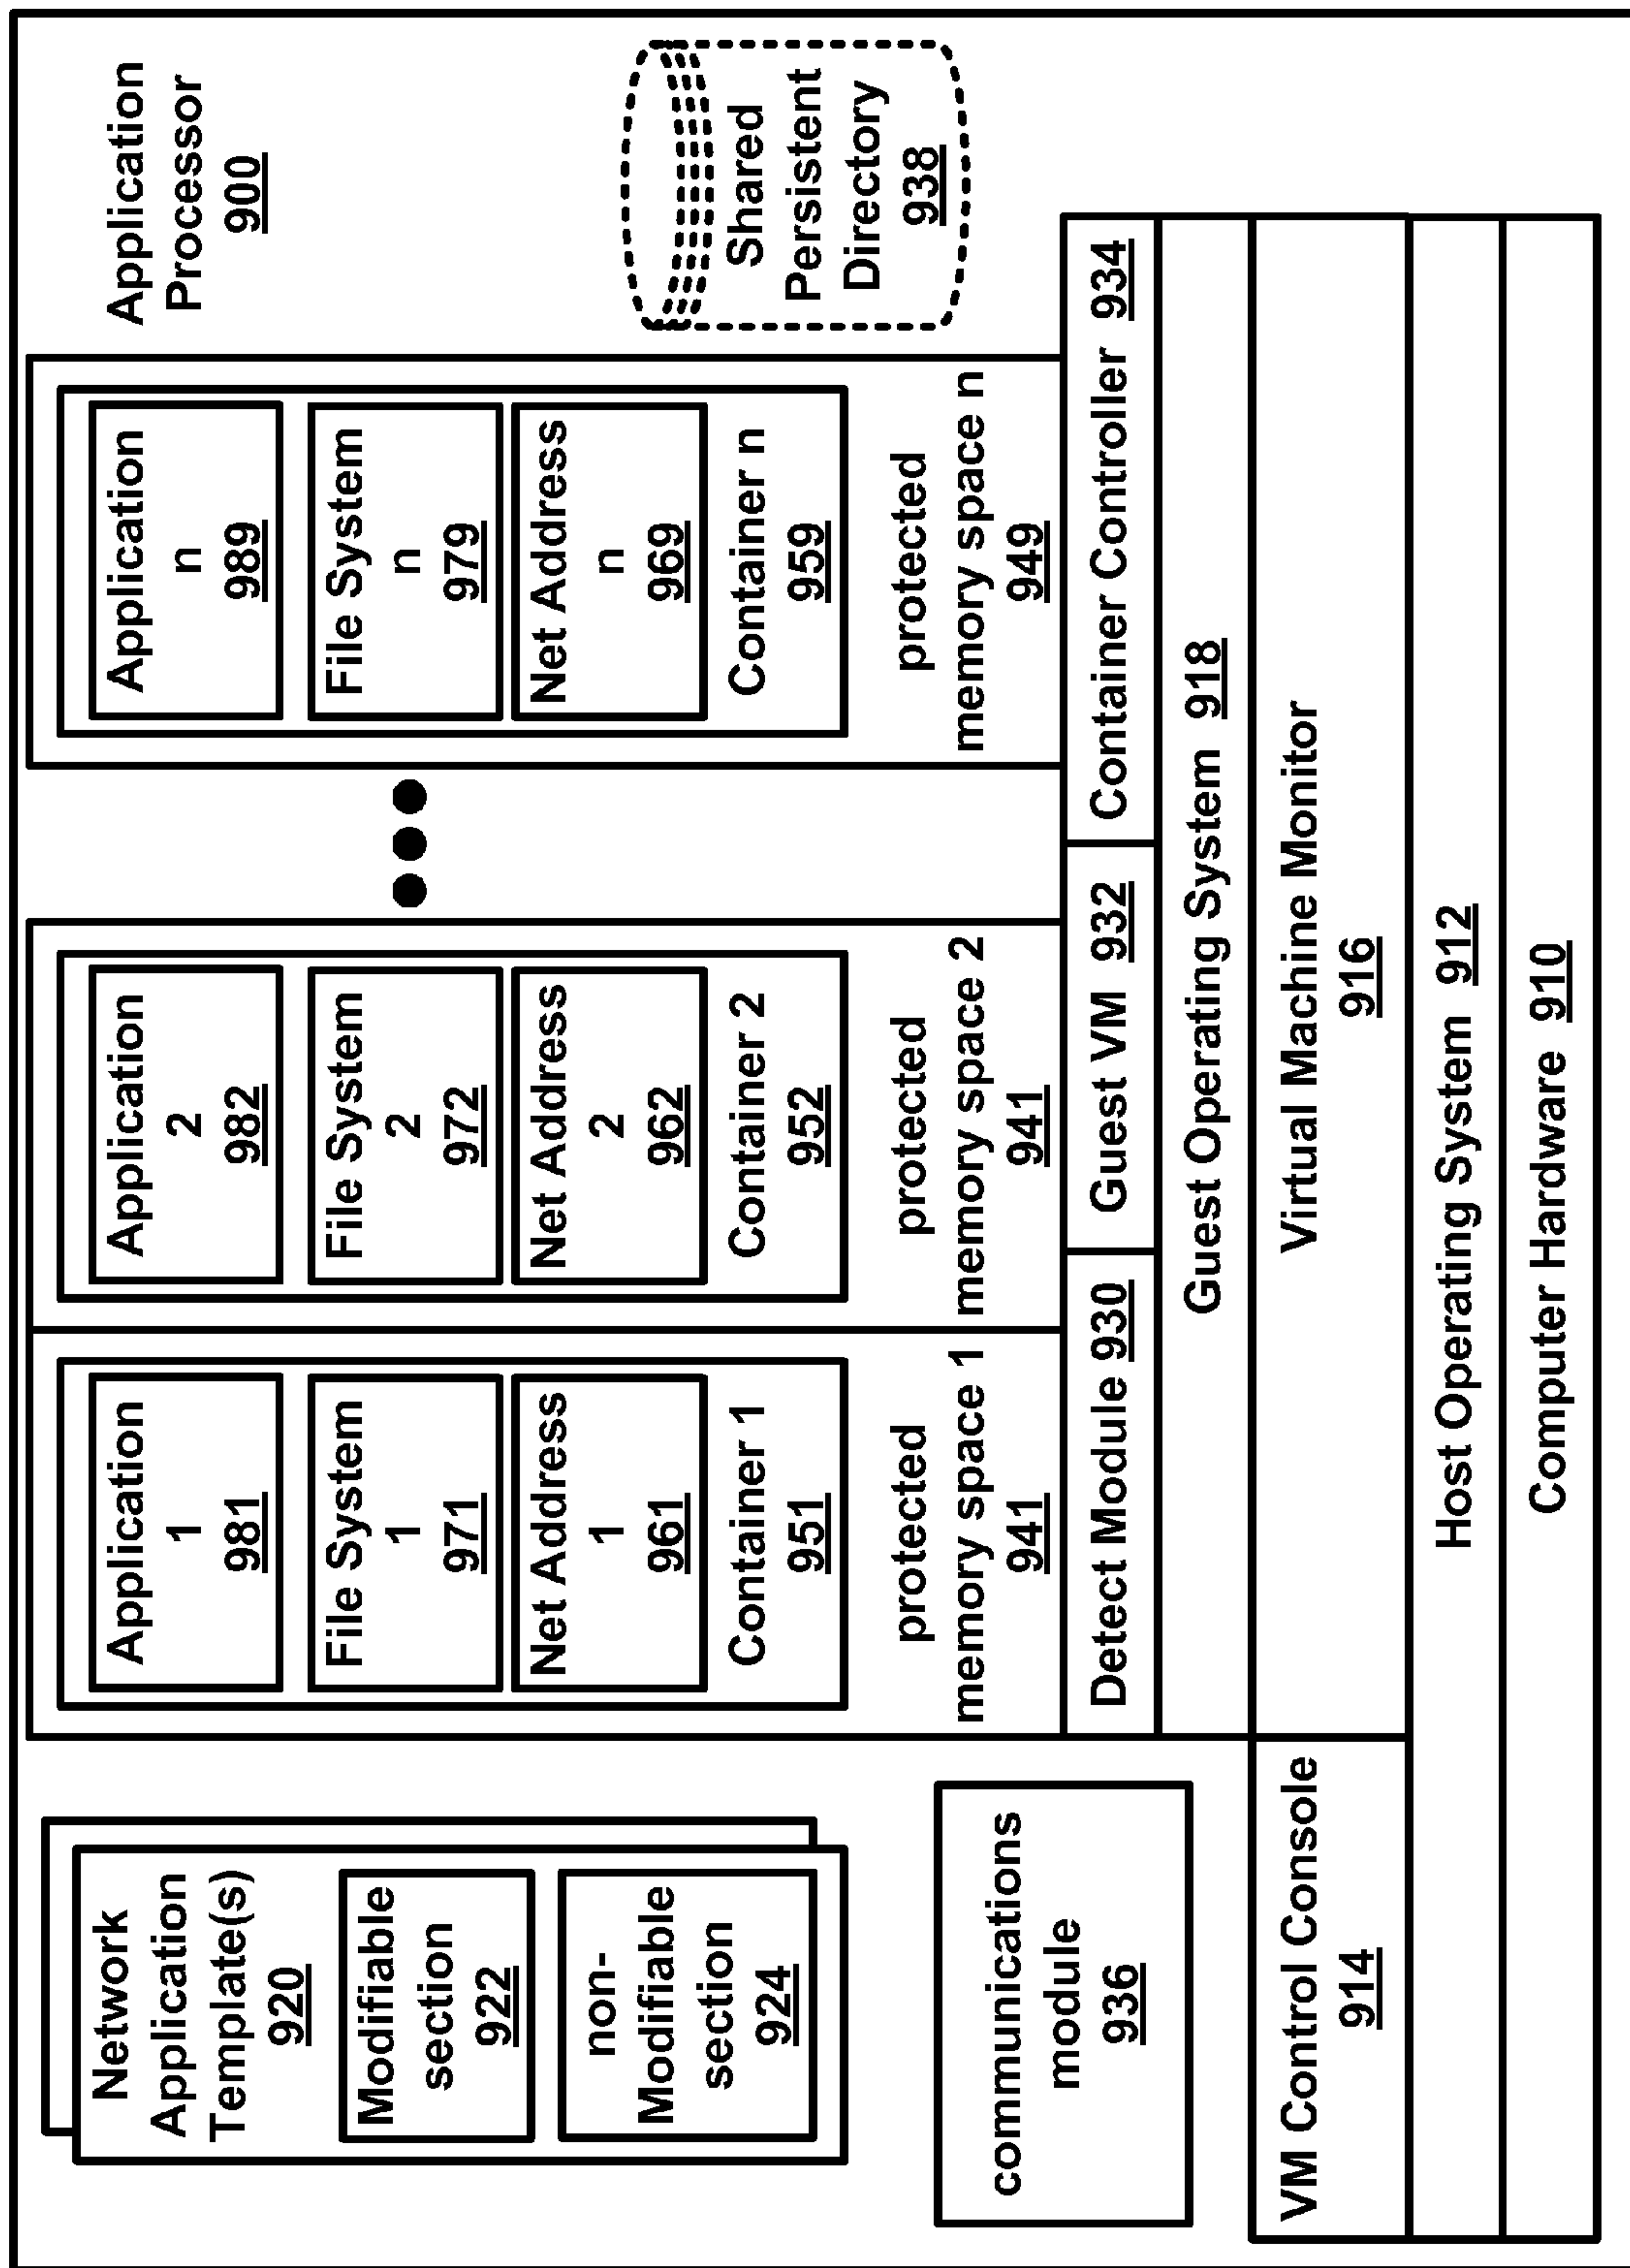 Network
Application
Template(s)
920
Modifiable
section
922
non-
Modifiable
section
924
communications
module
936
Application
1
981
File System
1
971
Net Address
1
961
Container 1
951
protected
memory space 1
941
Application
2
982
File System
2
972
Net Address
2
962
Container 2
952
protected
memory space 2
941
Application
n
989
File System
n
979
Net Address
n
969
Container n
959
protected
memory space n
949
Application
Processor
900
Shared
Persistent
Directory
938
Detect Module 930
Guest VM 932
Container Controller 934
Guest Operating System 918
VM Control Console
914
Virtual Machine Monitor
916
Host Operating System 912
Computer Hardware 910